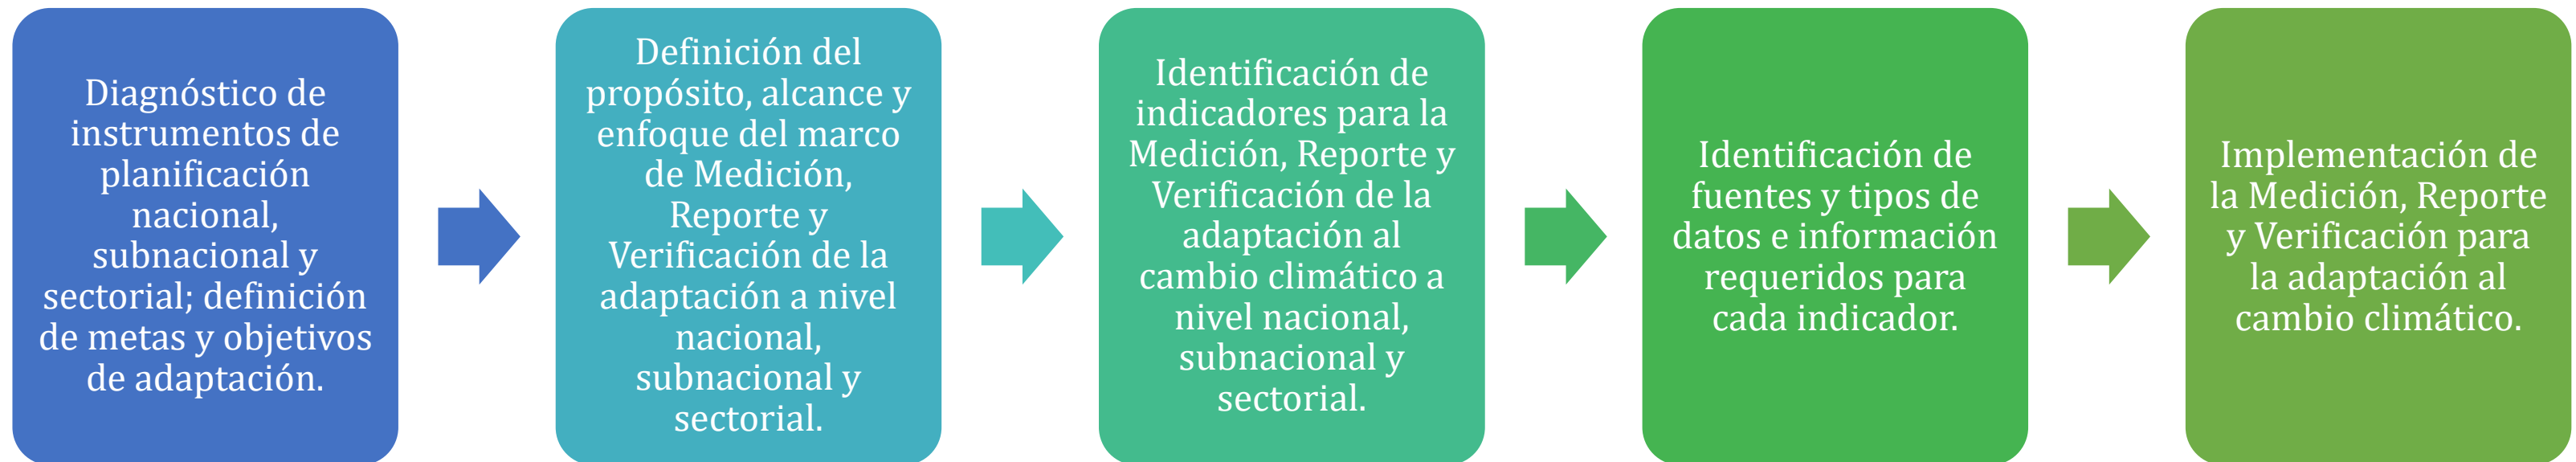 Diagnóstico de
instrumentos de
planificación
nacional,
subnacional y
sectorial; definición
de metas y objetivos
de adaptación.
Definición del
propósito, alcance y
enfoque del marco
de Medición,
Reporte y
Verificación de la
adaptación a nivel
nacional,
subnacional y
sectorial.
Identificación de
indicadores para la
Medición, Reporte y
Verificación de la
adaptación al
cambio climático a
nivel nacional,
subnacional y
sectorial.
Identificación de
fuentes y tipos de
datos e información
requeridos para
cada indicador.
Implementación de
la Medición, Reporte
y Verificación para
la adaptación al
cambio climático.